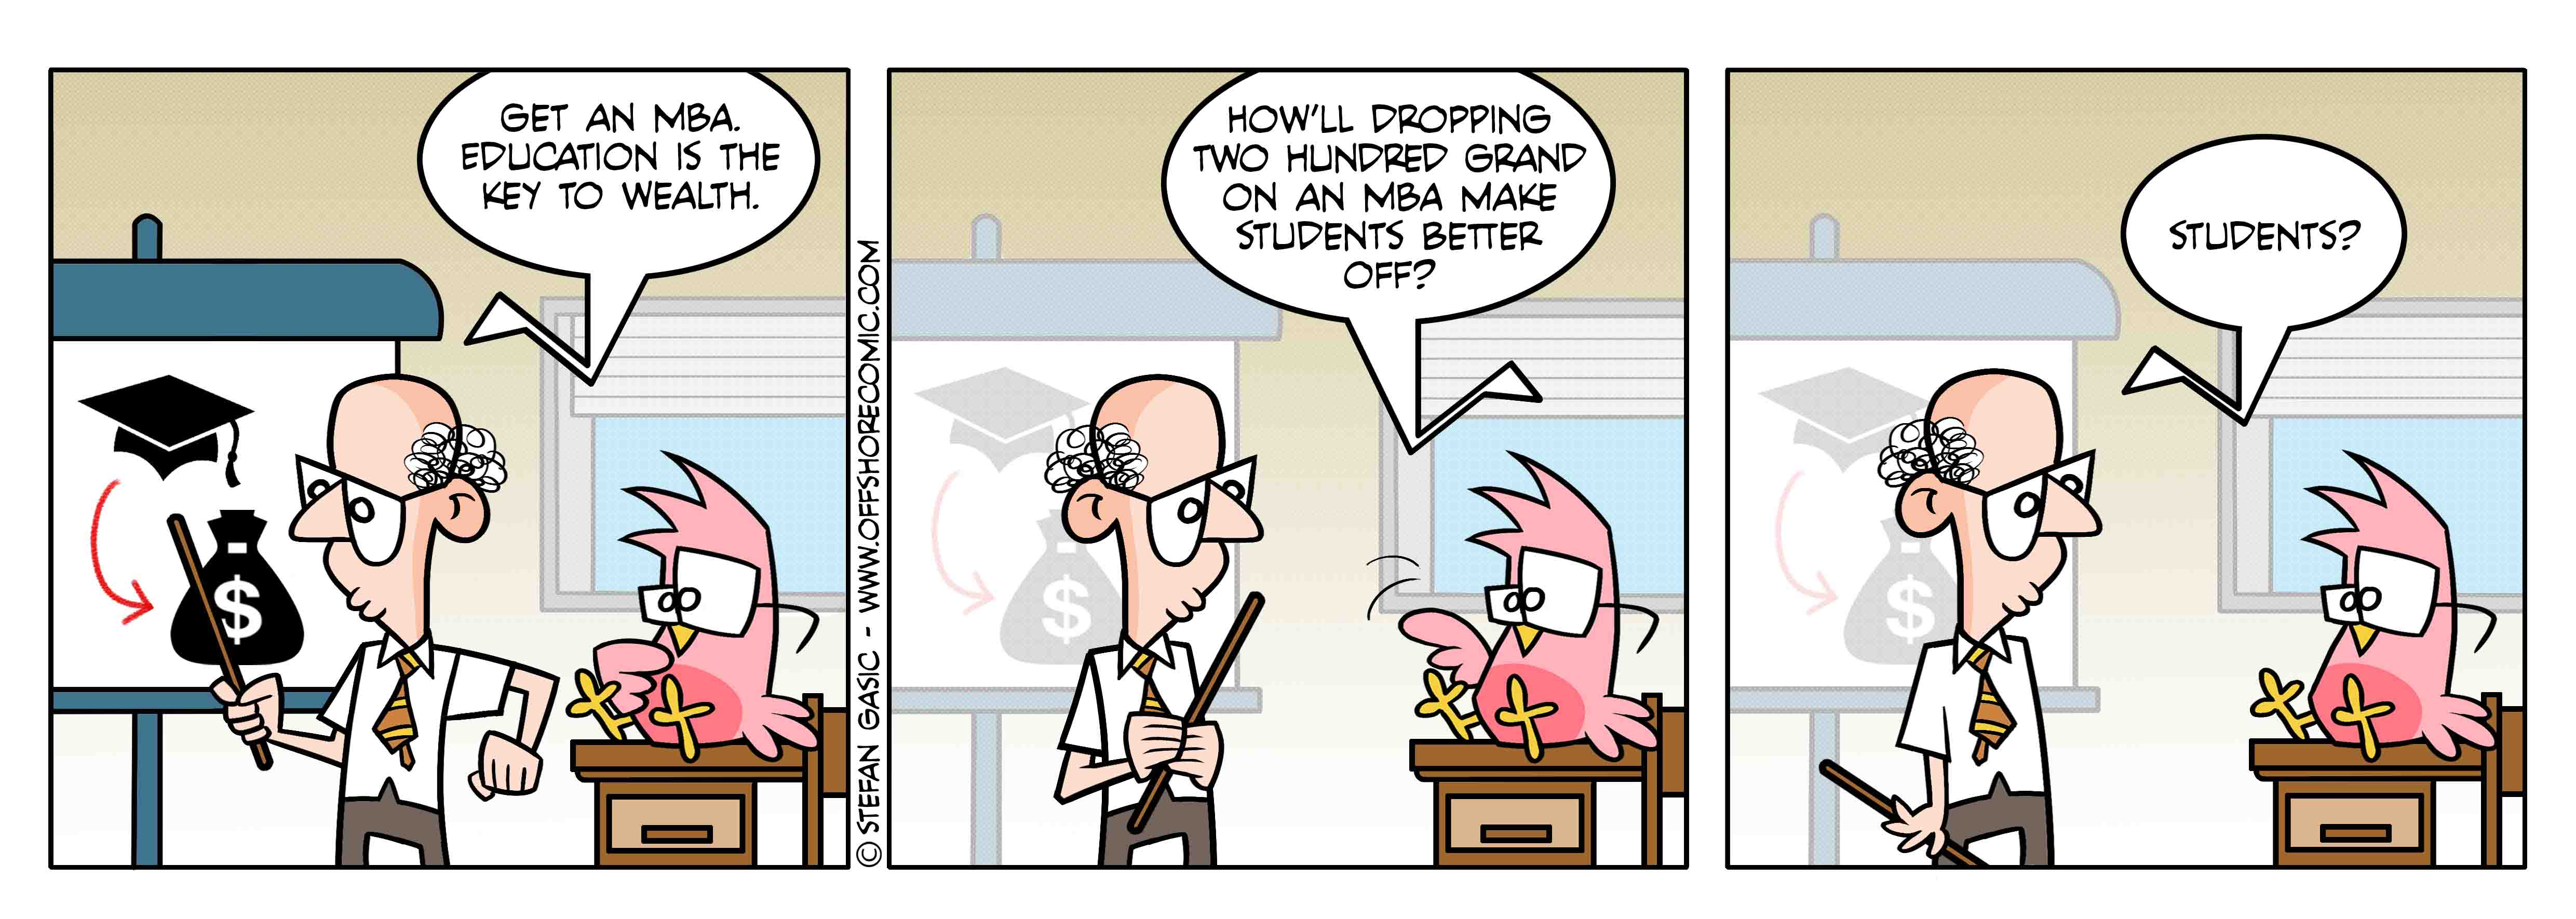 GET AN MBA.
EDUCATION IS THE
KEY TO WEALTH.
$
© STEFAN GASIC - WWW.OFFSHORECOMIC.COM
HOW'LL DROPPING
TWO HUNDRED GRAND
ON AN MBA MAKE
STUDENTS BETTER
OFF?
$
STUDENTS?
$